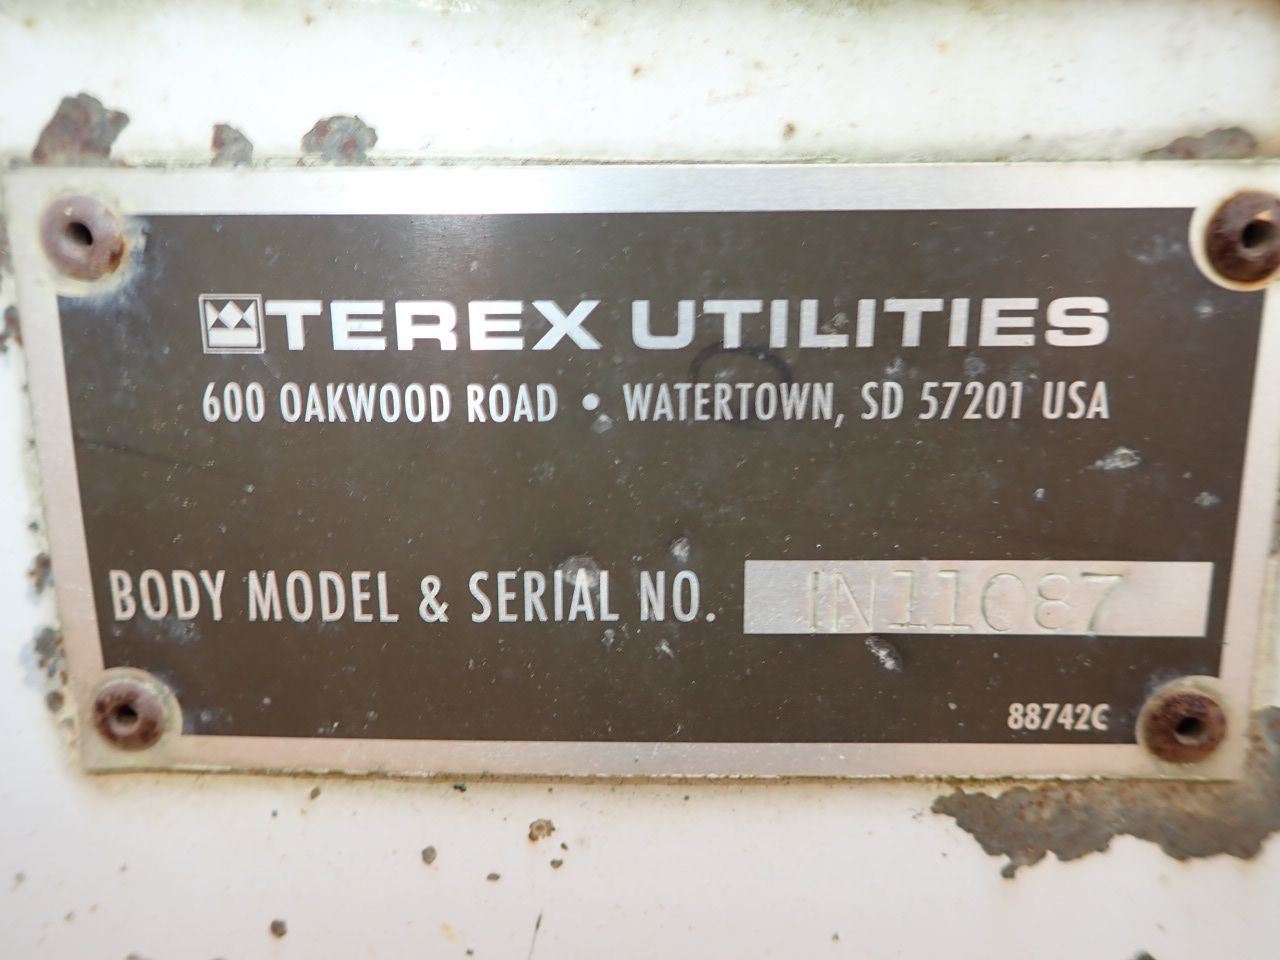 TEREX UTILITIES
600 OAKWOOD ROAD • WATERTOWN, SD 57201 USA
BODY MODEL & SERIAL NO. IN11087
88742C